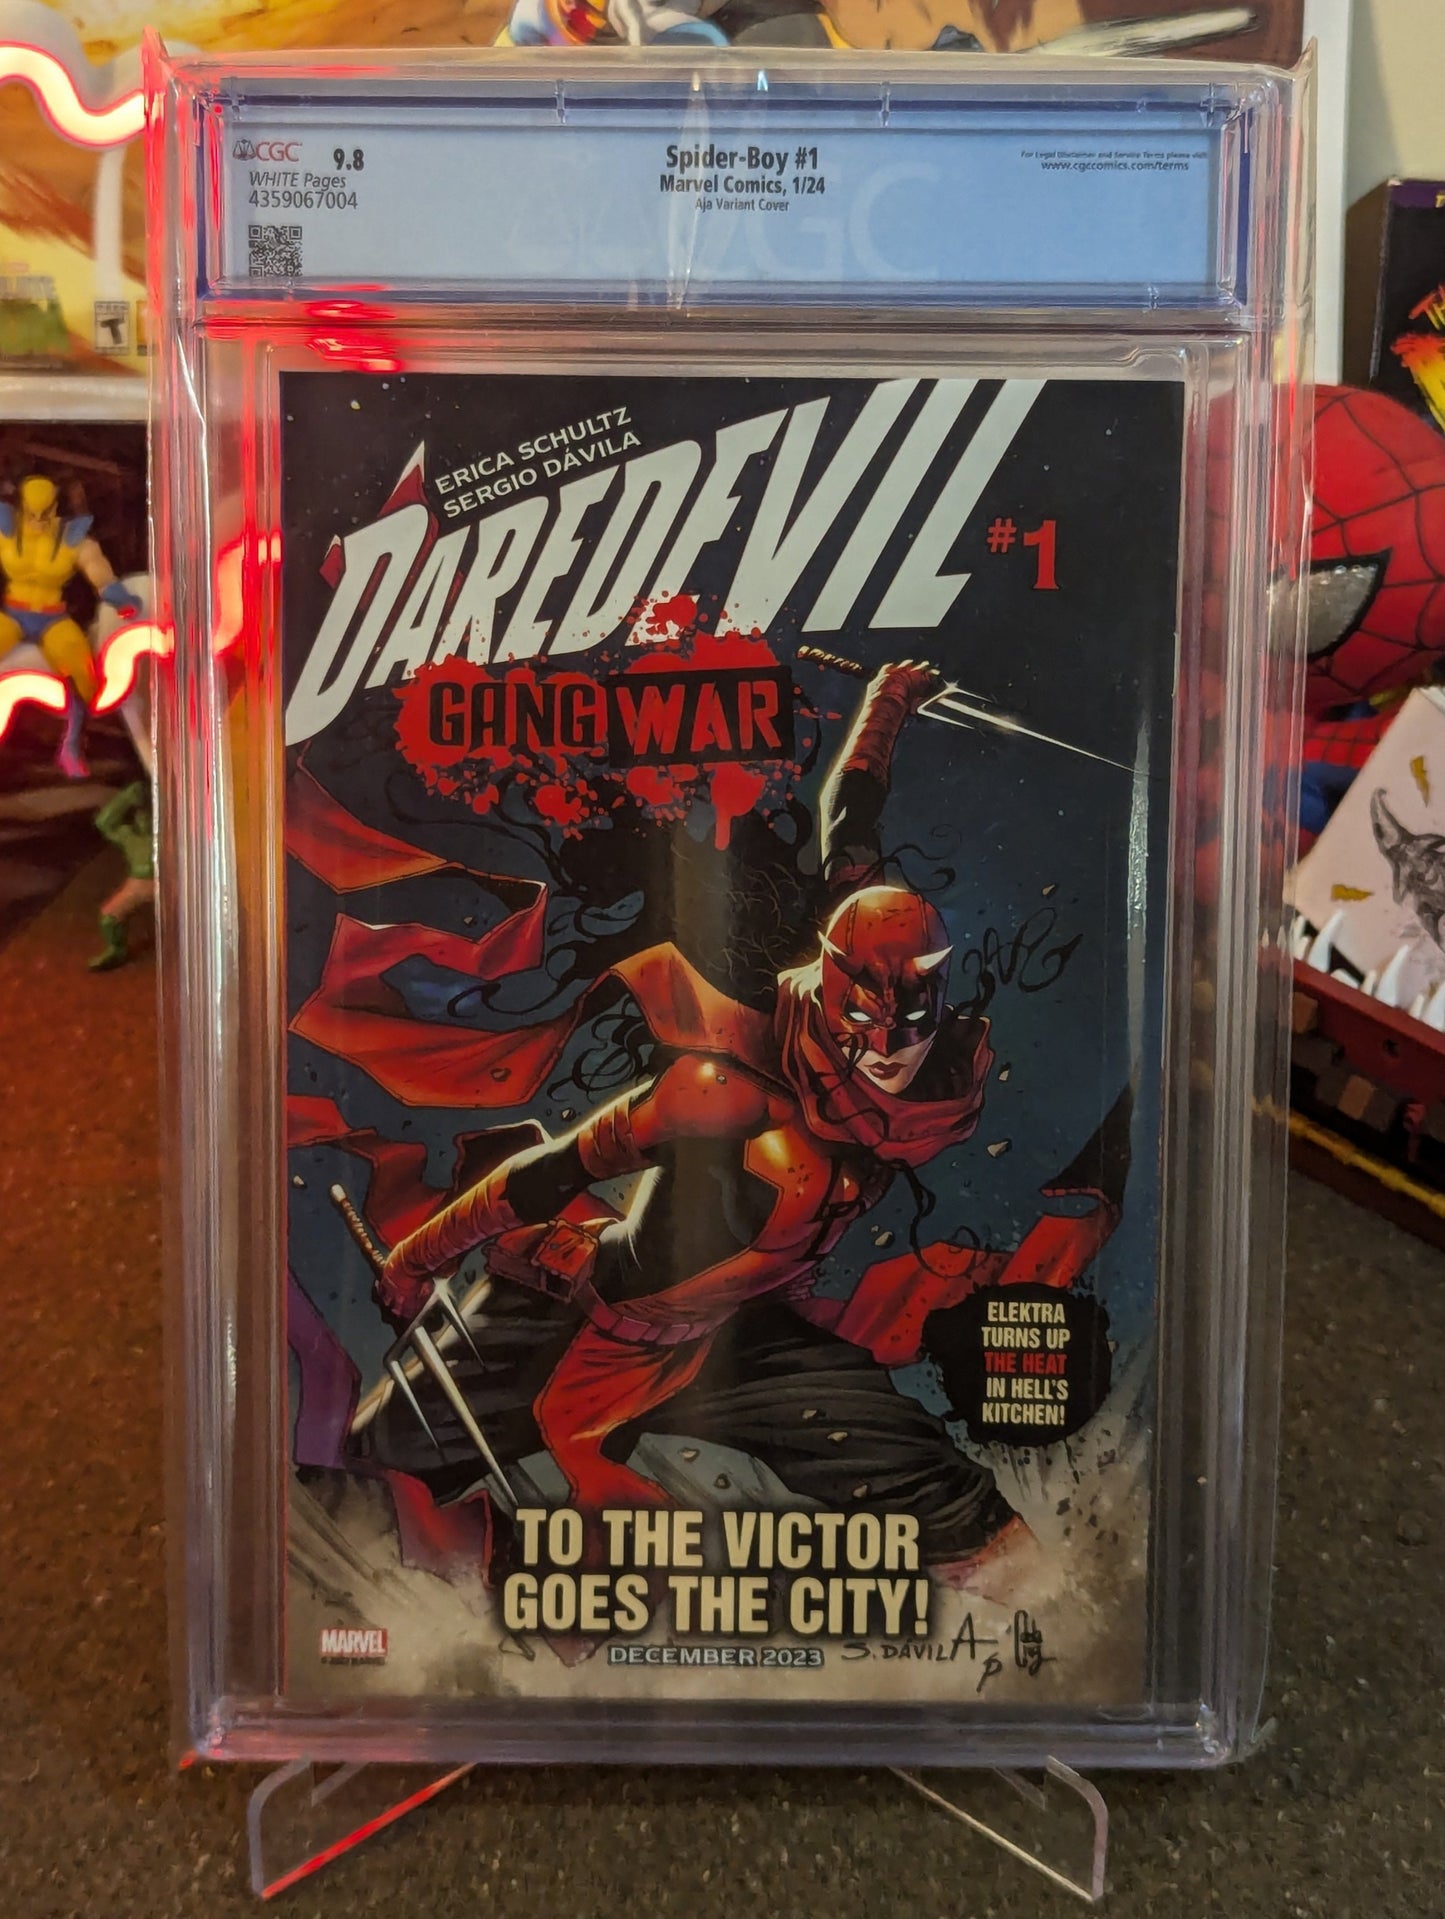 CGC 9.8
WHITE Pages
4359067004
Spider-Boy #1
Marvel Comics, 1/24
Aja Variant Cover
For Legal Disclaimer and Service Terms please visit
www.cgccomics.com/terms
ERICA SCHULTZ
SERGIO DÁVILA
DAREDEVIL
#1
GANG WAR
ELEKTRA
TURNS UP
THE HEAT
IN HELL'S
KITCHEN!
TO THE VICTOR
GOES THE CITY!
DECEMBER 2023
S. DÁVILA
MARVEL
T